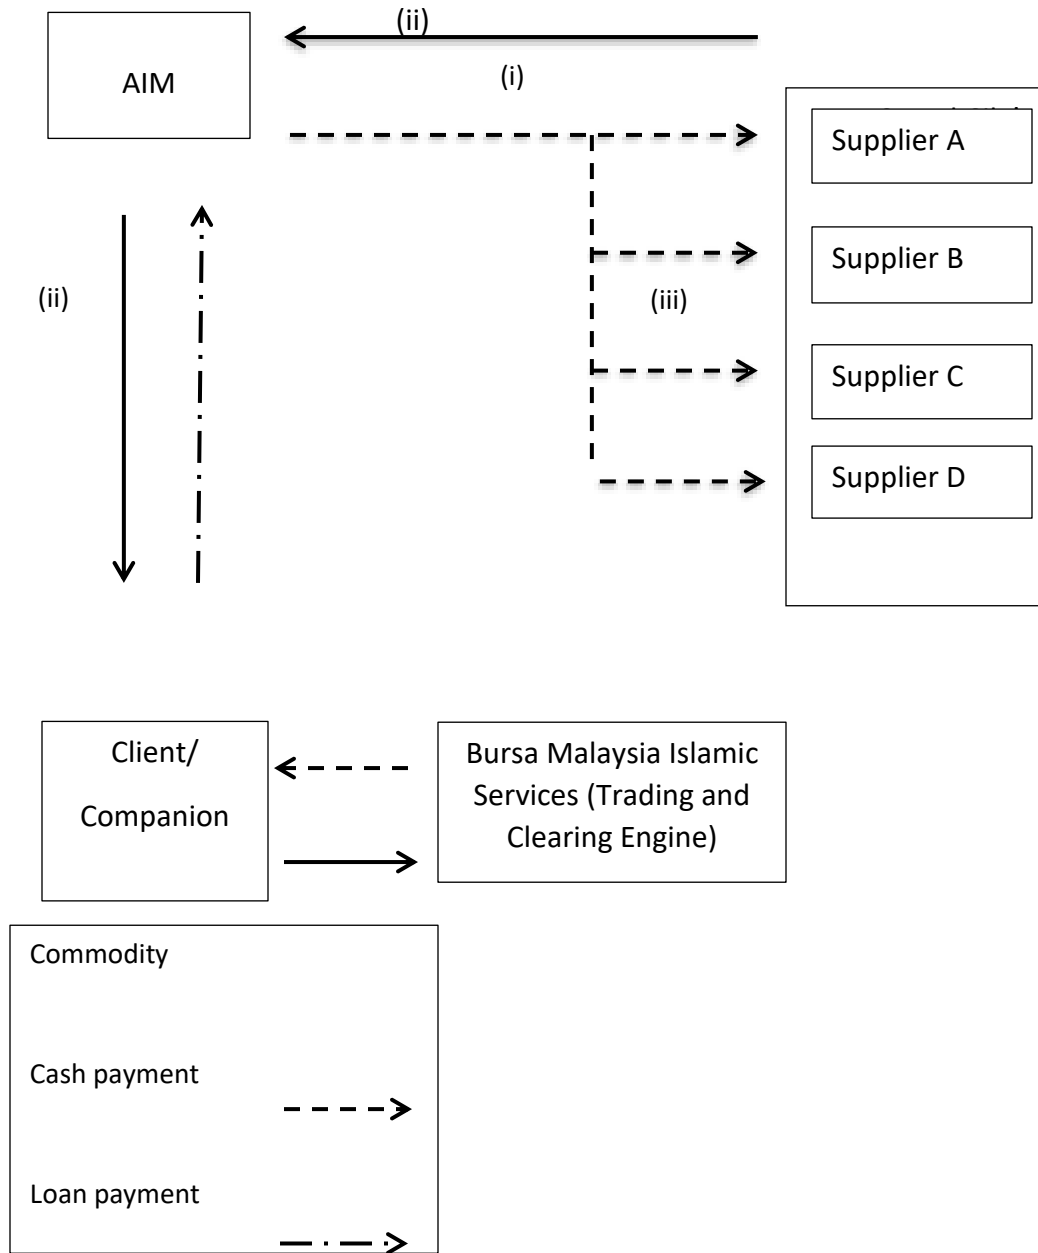 (ii)
AIM
(i)
Supplier A
Supplier B
(ii)
(iii)
Supplier C
Supplier D
Client/
Companion
Bursa Malaysia Islamic
Services (Trading and
Clearing Engine)
Commodity
Cash payment
Loan payment